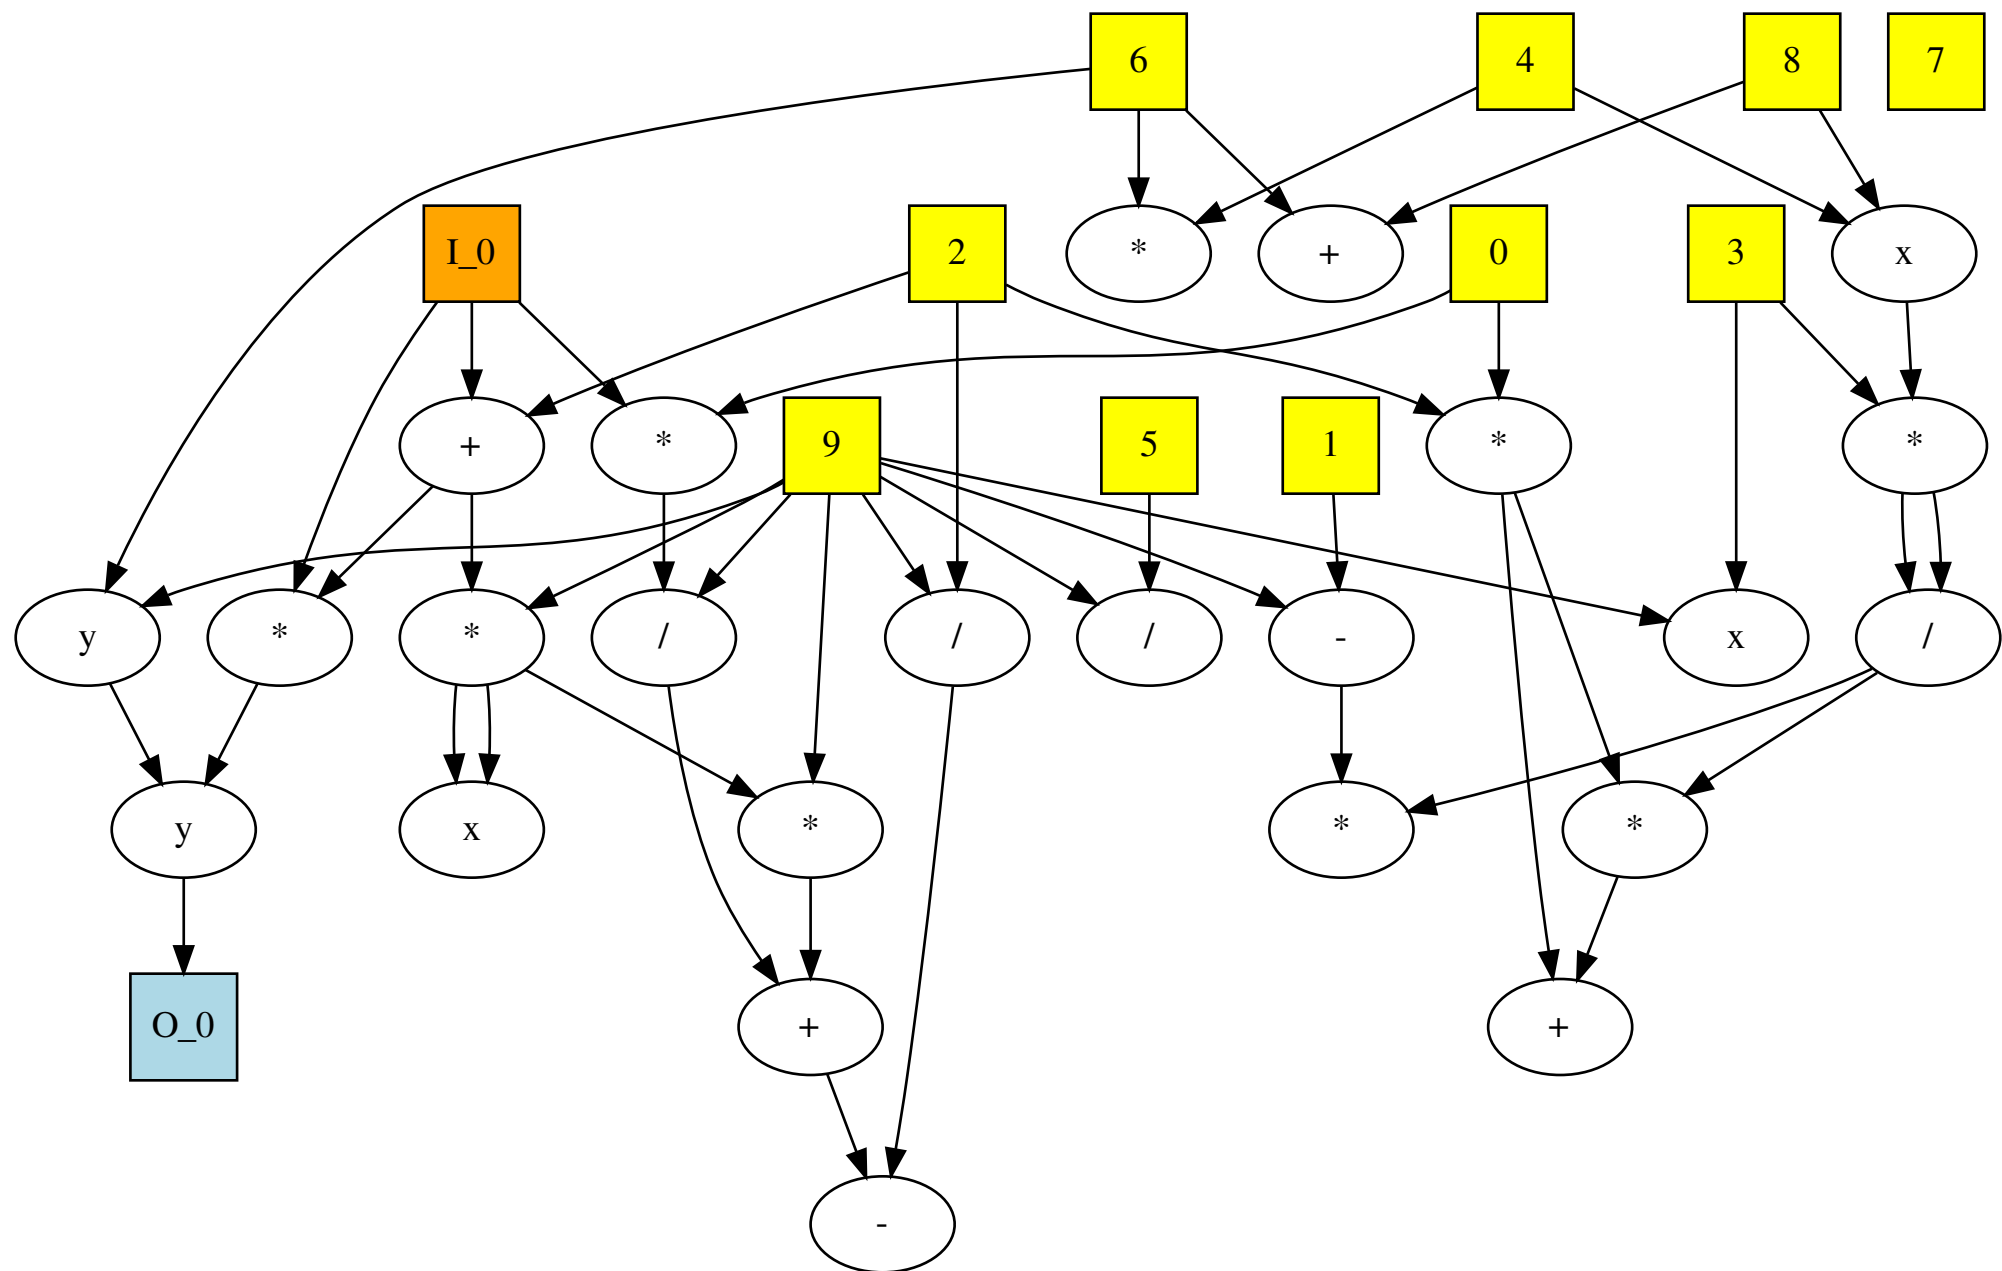 6 4 8 7
I_0 2 * + 0 3 x
+ * 9 5 1 * *
y * * / / / - x /
y x * * *
O_0 + +
-